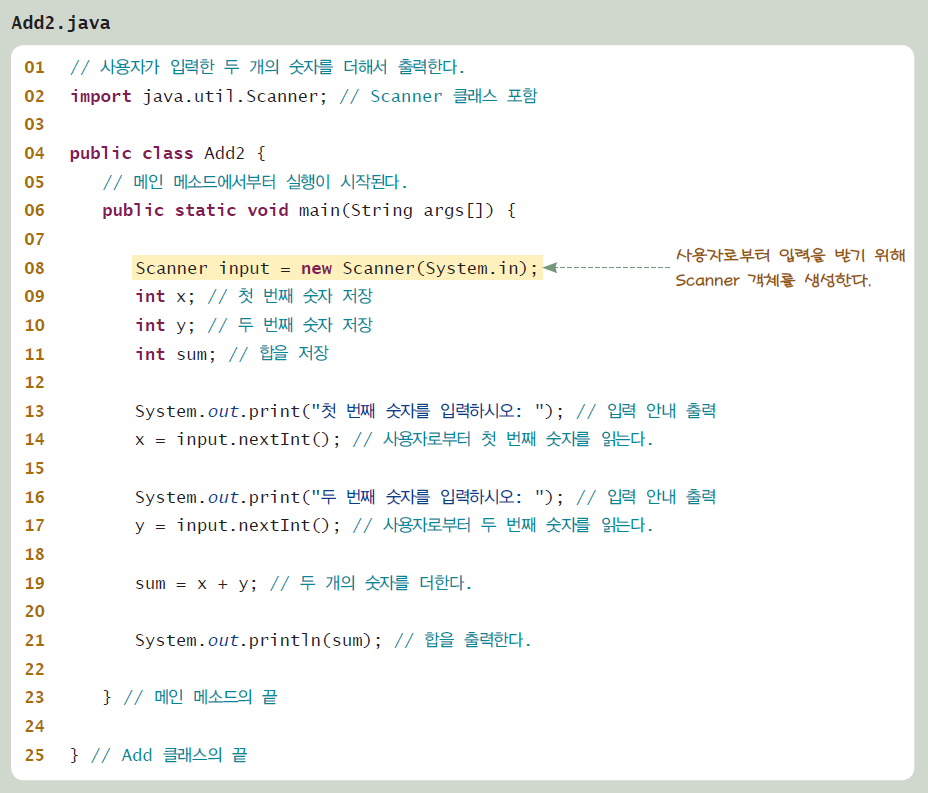 Add2.java
01 // 사용자가 입력한 두 개의 숫자를 더해서 출력한다.
02 import java.util.Scanner; // Scanner 클래스 포함
03
04 public class Add2 {
05 // 메인 메소드에서부터 실행이 시작된다.
06 public static void main(String args[]) {
07
08 Scanner input = new Scanner(System.in);
사용자로부터 입력을 받기 위해
Scanner 객체를 생성한다.
09 int x; // 첫 번째 숫자 저장
10 int y; // 두 번째 숫자 저장
11 int sum; // 합을 저장
12
13 System.out.print("첫 번째 숫자를 입력하시오: "); // 입력 안내 출력
14 x = input.nextInt(); // 사용자로부터 첫 번째 숫자를 읽는다.
15
16 System.out.print("두 번째 숫자를 입력하시오: "); // 입력 안내 출력
17 y = input.nextInt(); // 사용자로부터 두 번째 숫자를 읽는다.
18
19 sum = x + y; // 두 개의 숫자를 더한다.
20
21 System.out.println(sum); // 합을 출력한다.
22
23 } // 메인 메소드의 끝
24
25 } // Add 클래스의 끝